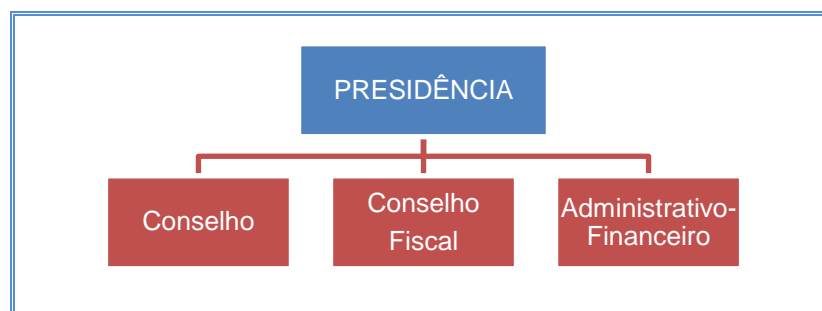 PRESIDÊNCIA
Conselho
Conselho
Fiscal
Administrativo-
Financeiro